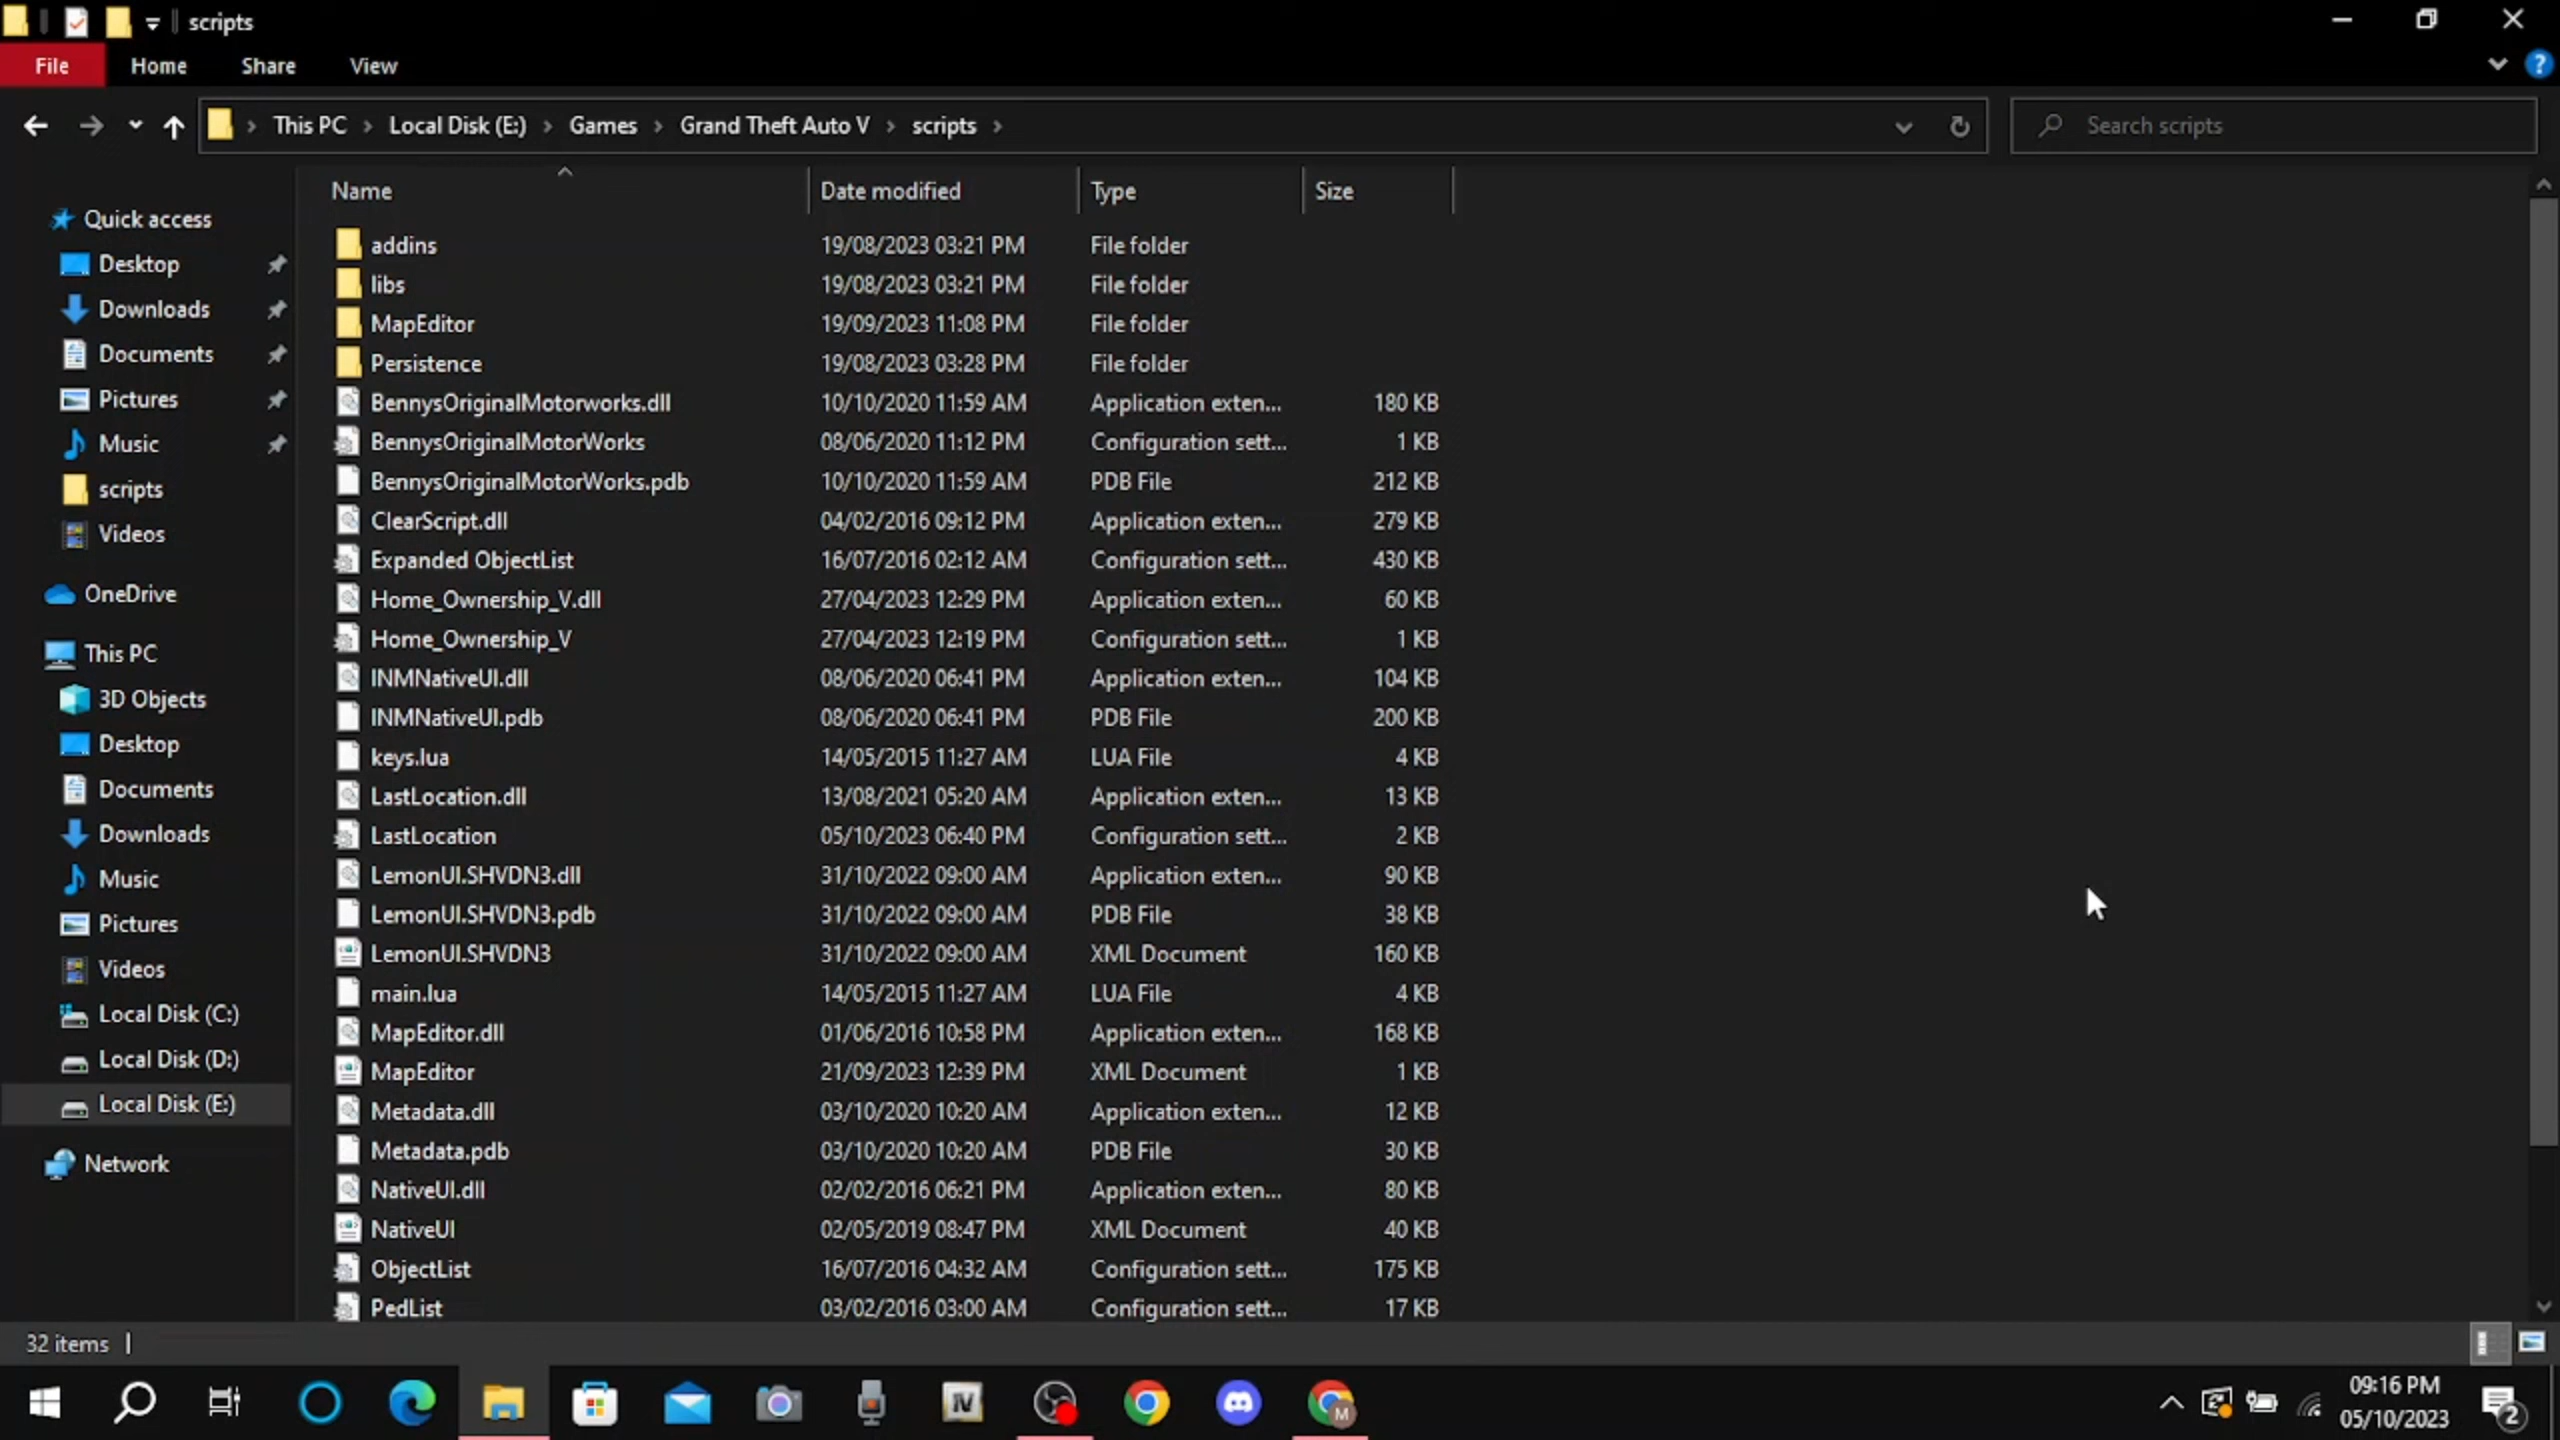 scripts
File Home Share View
This PC Local Disk (E:) Games Grand Theft Auto V scripts Search scripts
Name Date modified Type Size
Quick access
Desktop
Downloads
Documents
Pictures
Music
scripts
Videos
OneDrive
This PC
3D Objects
Desktop
Documents
Downloads
Music
Pictures
Videos
Local Disk (C:)
Local Disk (D:)
Local Disk (E:)
Network
addins 19/08/2023 03:21 PM File folder
libs 19/08/2023 03:21 PM File folder
MapEditor 19/09/2023 11:08 PM File folder
Persistence 19/08/2023 03:28 PM File folder
BennysOriginalMotorworks.dll 10/10/2020 11:59 AM Application exten... 180 KB
BennysOriginalMotorWorks 08/06/2020 11:12 PM Configuration sett... 1 KB
BennysOriginalMotorWorks.pdb 10/10/2020 11:59 AM PDB File 212 KB
ClearScript.dll 04/02/2016 09:12 PM Application exten... 279 KB
Expanded ObjectList 16/07/2016 02:12 AM Configuration sett... 430 KB
Home_Ownership_V.dll 27/04/2023 12:29 PM Application exten... 60 KB
Home_Ownership_V 27/04/2023 12:19 PM Configuration sett... 1 KB
INMNativeUI.dll 08/06/2020 06:41 PM Application exten... 104 KB
INMNativeUI.pdb 08/06/2020 06:41 PM PDB File 200 KB
keys.lua 14/05/2015 11:27 AM LUA File 4 KB
LastLocation.dll 13/08/2021 05:20 AM Application exten... 13 KB
LastLocation 05/10/2023 06:40 PM Configuration sett... 2 KB
LemonUI.SHVDN3.dll 31/10/2022 09:00 AM Application exten... 90 KB
LemonUI.SHVDN3.pdb 31/10/2022 09:00 AM PDB File 38 KB
LemonUI.SHVDN3 31/10/2022 09:00 AM XML Document 160 KB
main.lua 14/05/2015 11:27 AM LUA File 4 KB
MapEditor.dll 01/06/2016 10:58 PM Application exten... 168 KB
MapEditor 21/09/2023 12:39 PM XML Document 1 KB
Metadata.dll 03/10/2020 10:20 AM Application exten... 12 KB
Metadata.pdb 03/10/2020 10:20 AM PDB File 30 KB
NativeUI.dll 02/02/2016 06:21 PM Application exten... 80 KB
NativeUI 02/05/2019 08:47 PM XML Document 40 KB
ObjectList 16/07/2016 04:32 AM Configuration sett... 175 KB
PedList 03/02/2016 03:00 AM Configuration sett... 17 KB
32 items
IV
M
09:16 PM
05/10/2023
2